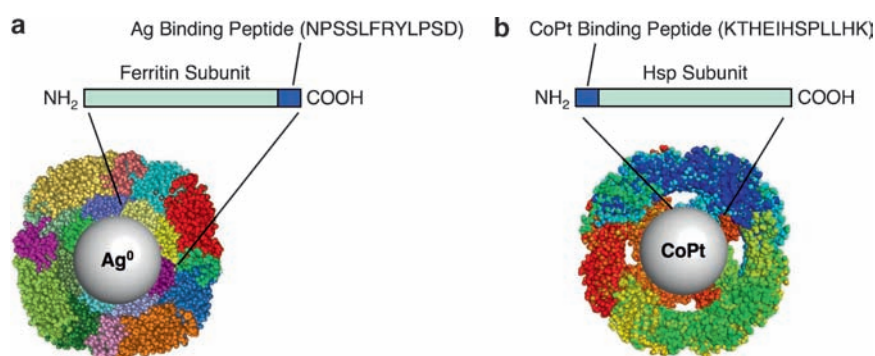 a
Ag Binding Peptide (NPSSLFRYLPSD)
Ferritin Subunit
NH2
COOH
Ag0
b
CoPt Binding Peptide (KTHEIHSPLLHK)
Hsp Subunit
NH2
COOH
CoPt